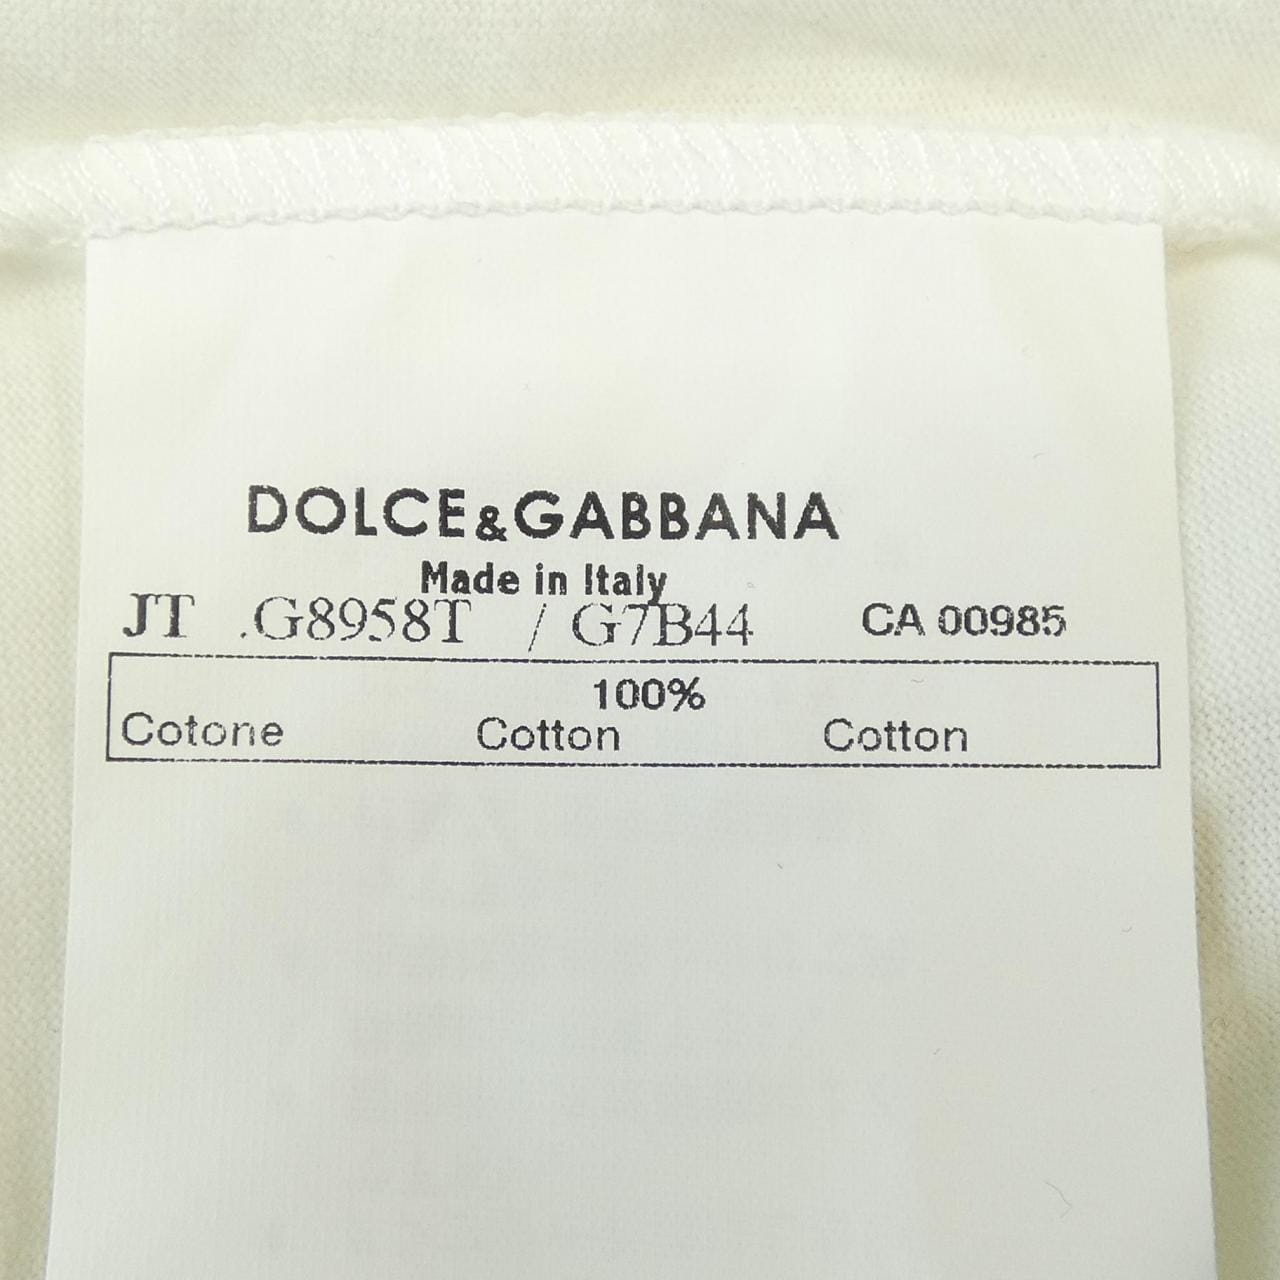 DOLCE&GABBANA
Made in Italy
JT .G8958T / G7B44 CA 00985
100%
Cotone Cotton Cotton